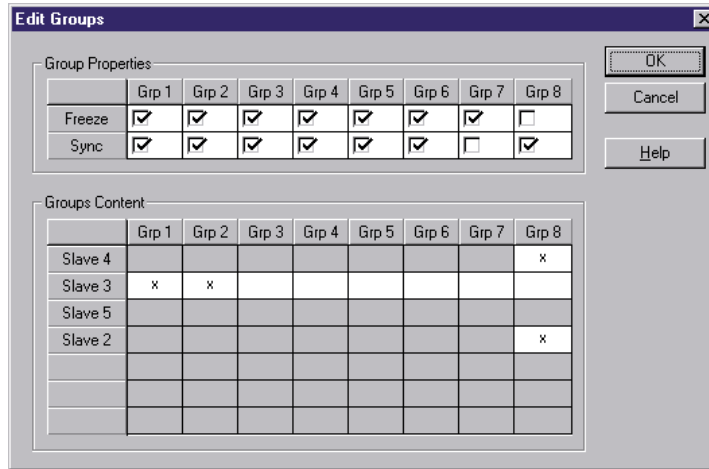 Edit Groups
Group Properties
Grp 1 Grp 2 Grp 3 Grp 4 Grp 5 Grp 6 Grp 7 Grp 8
Freeze
Sync
OK
Cancel
Help
Groups Content
Grp 1 Grp 2 Grp 3 Grp 4 Grp 5 Grp 6 Grp 7 Grp 8
Slave 4 x
Slave 3 x x
Slave 5
Slave 2 x